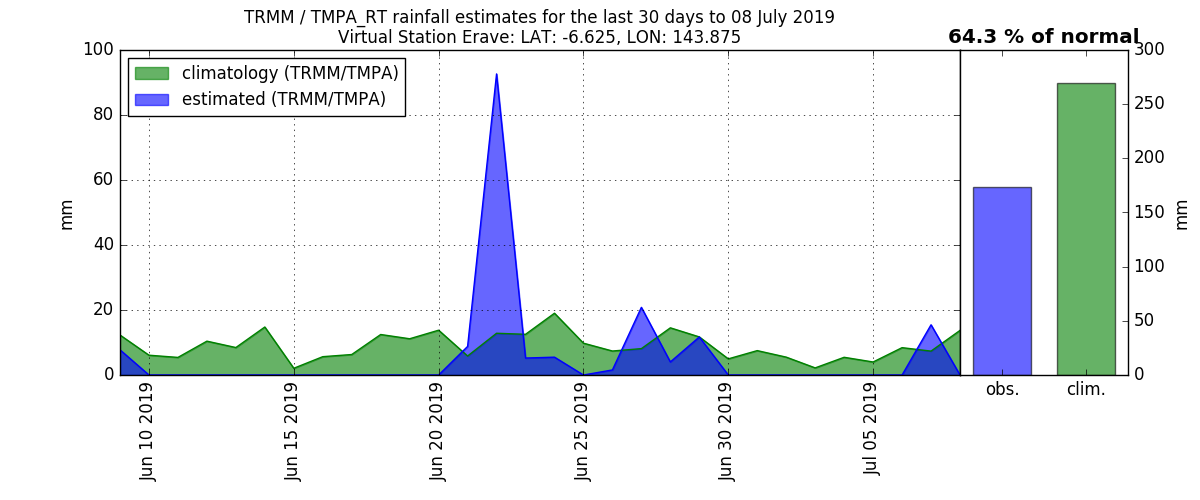 TRMM / TMPA_RT rainfall estimates for the last 30 days to 08 July 2019
Virtual Station Erave: LAT: -6.625, LON: 143.875
64.3 % of normal
climatology (TRMM/TMPA)
estimated (TRMM/TMPA)
100
80
60
40
20
0
mm
Jun 10 2019
Jun 15 2019
Jun 20 2019
Jun 25 2019
Jun 30 2019
Jul 05 2019
300
250
200
150
100
50
0
mm
obs.
clim.